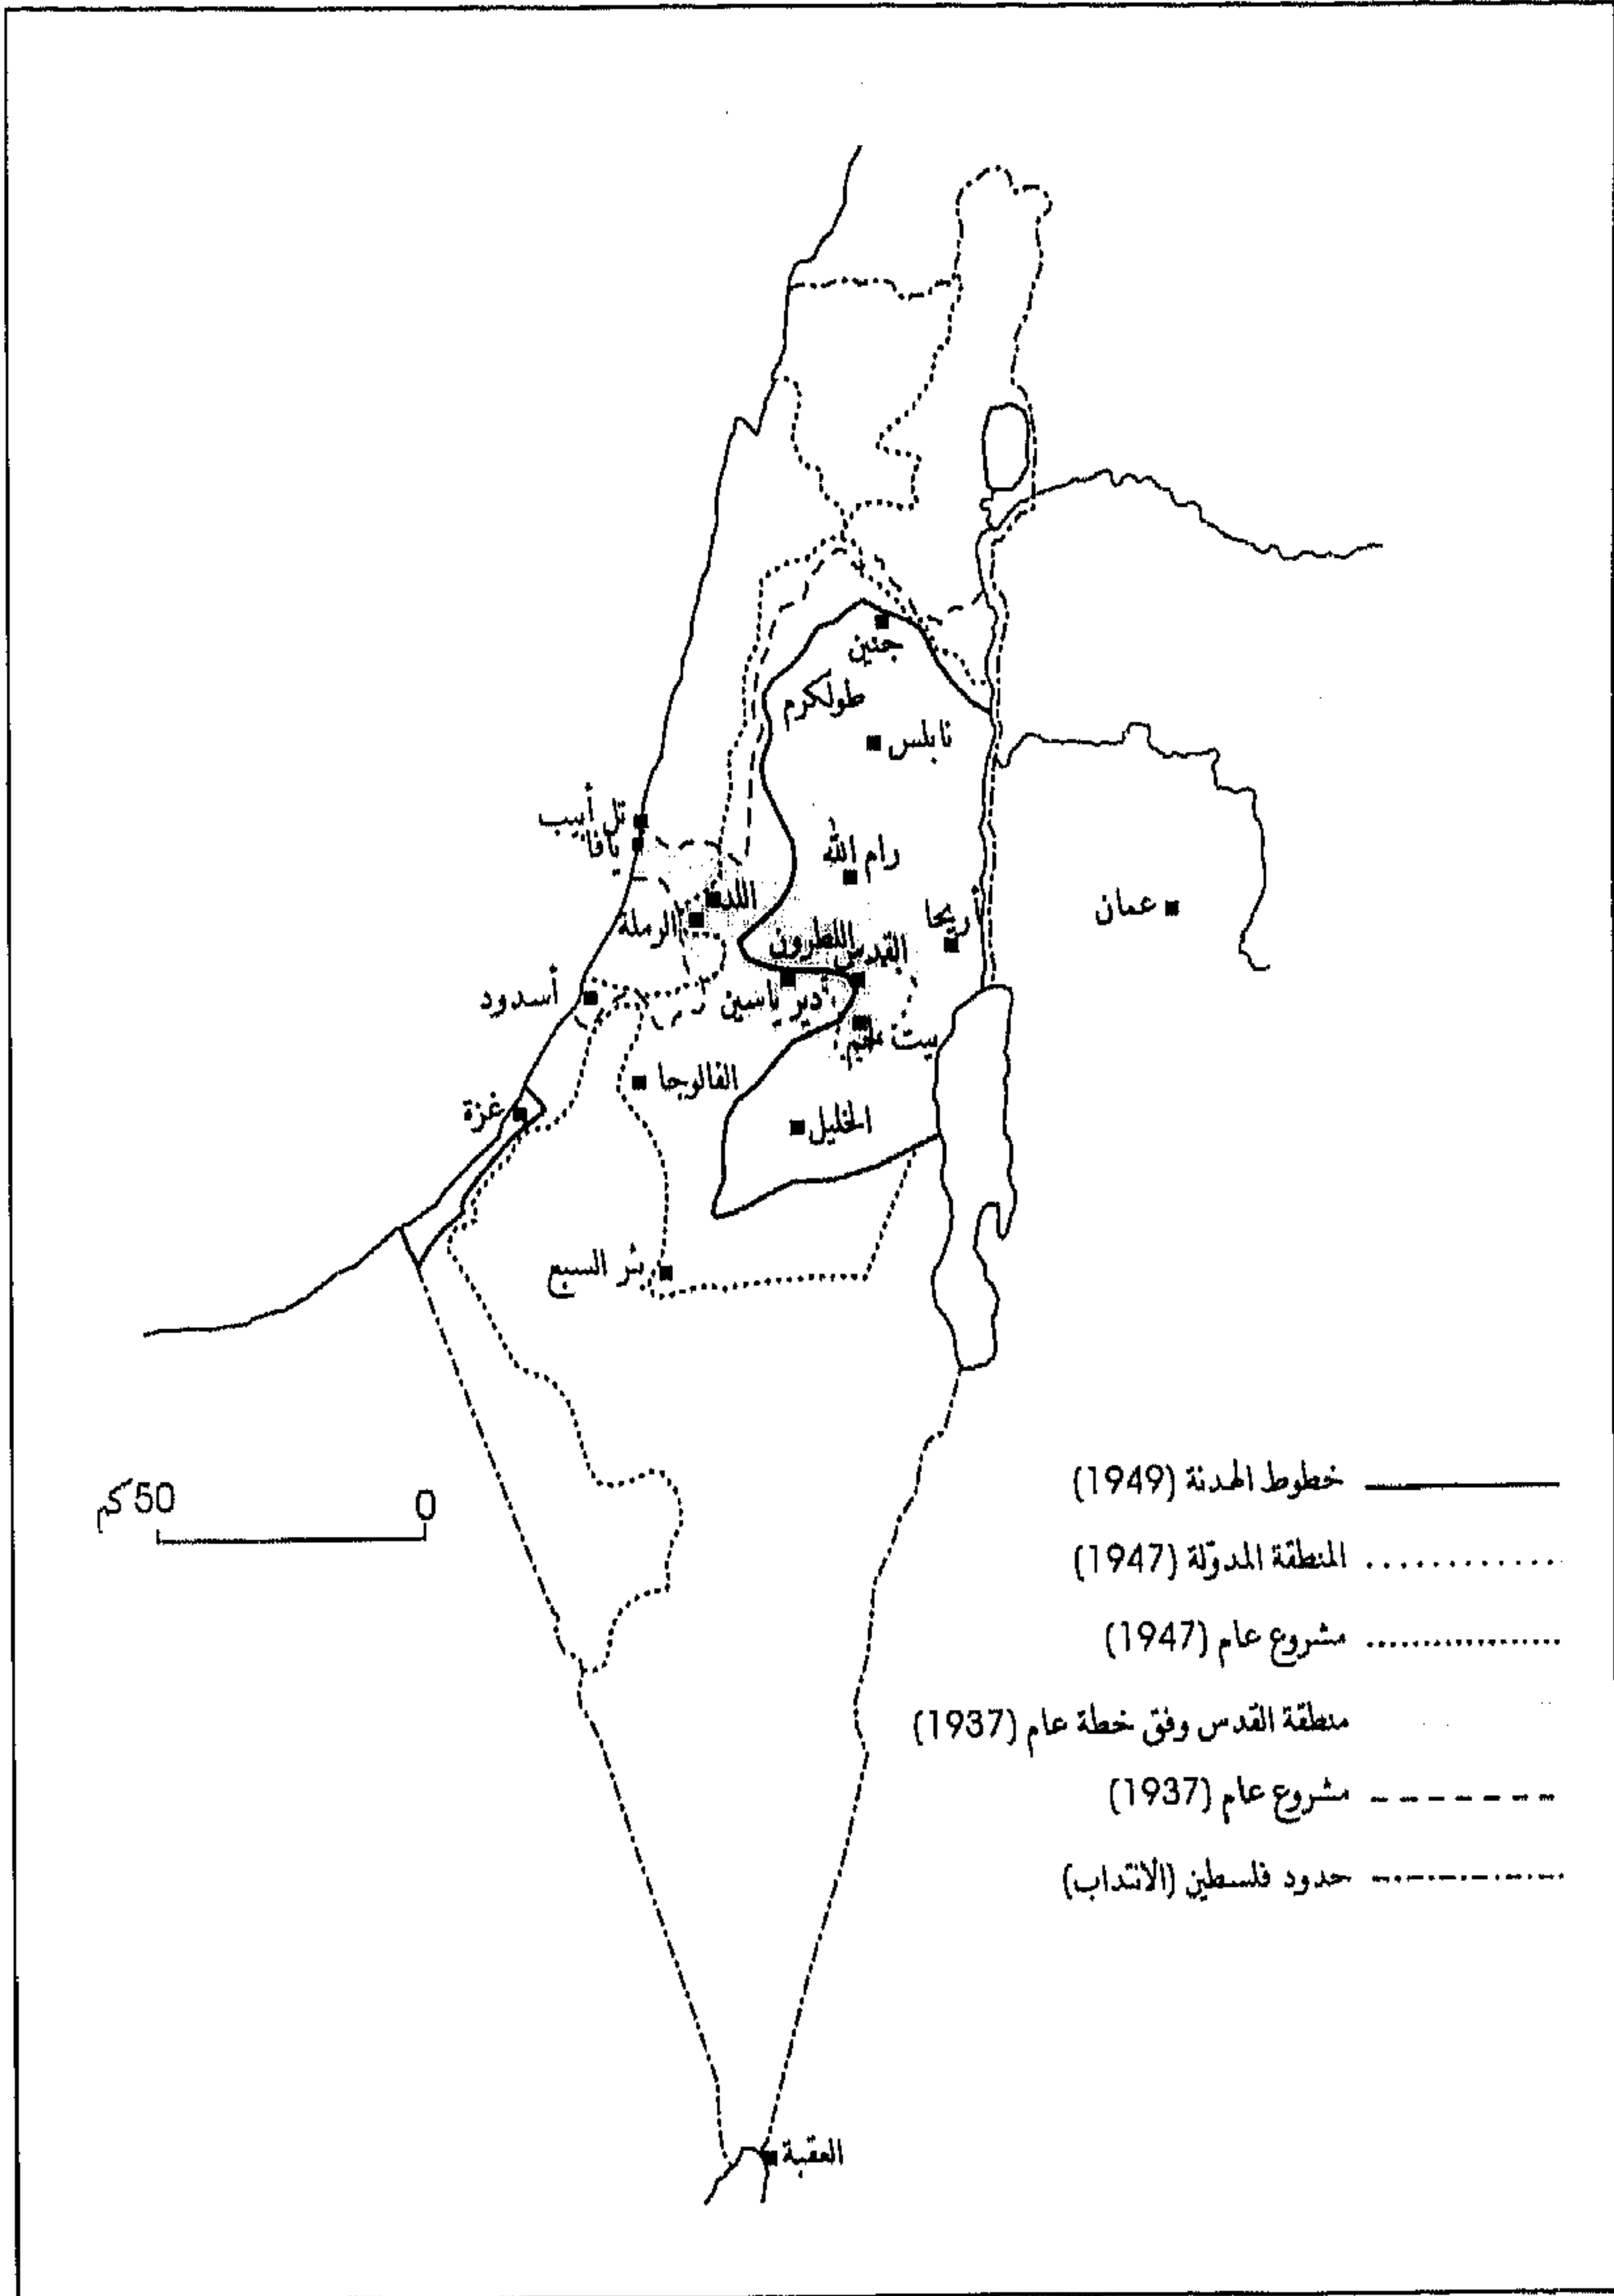 جنين
طولكرم
نابلس
تل أبيب
يافا
رام الله
اللد
الرملة
أريحا
عمان
اللطرون
القدس
أسدود
دير ياسين
بيت لحم
الفالوجا
غزة
الخليل
بئر السبع
50 كم
0
خطوط الهدنة (1949)
المنطقة المدوّلة (1947)
مشروع عام (1947)
منطقة القدس وفق خطة عام (1937)
مشروع عام (1937)
حدود فلسطين (الانتداب)
العقبة